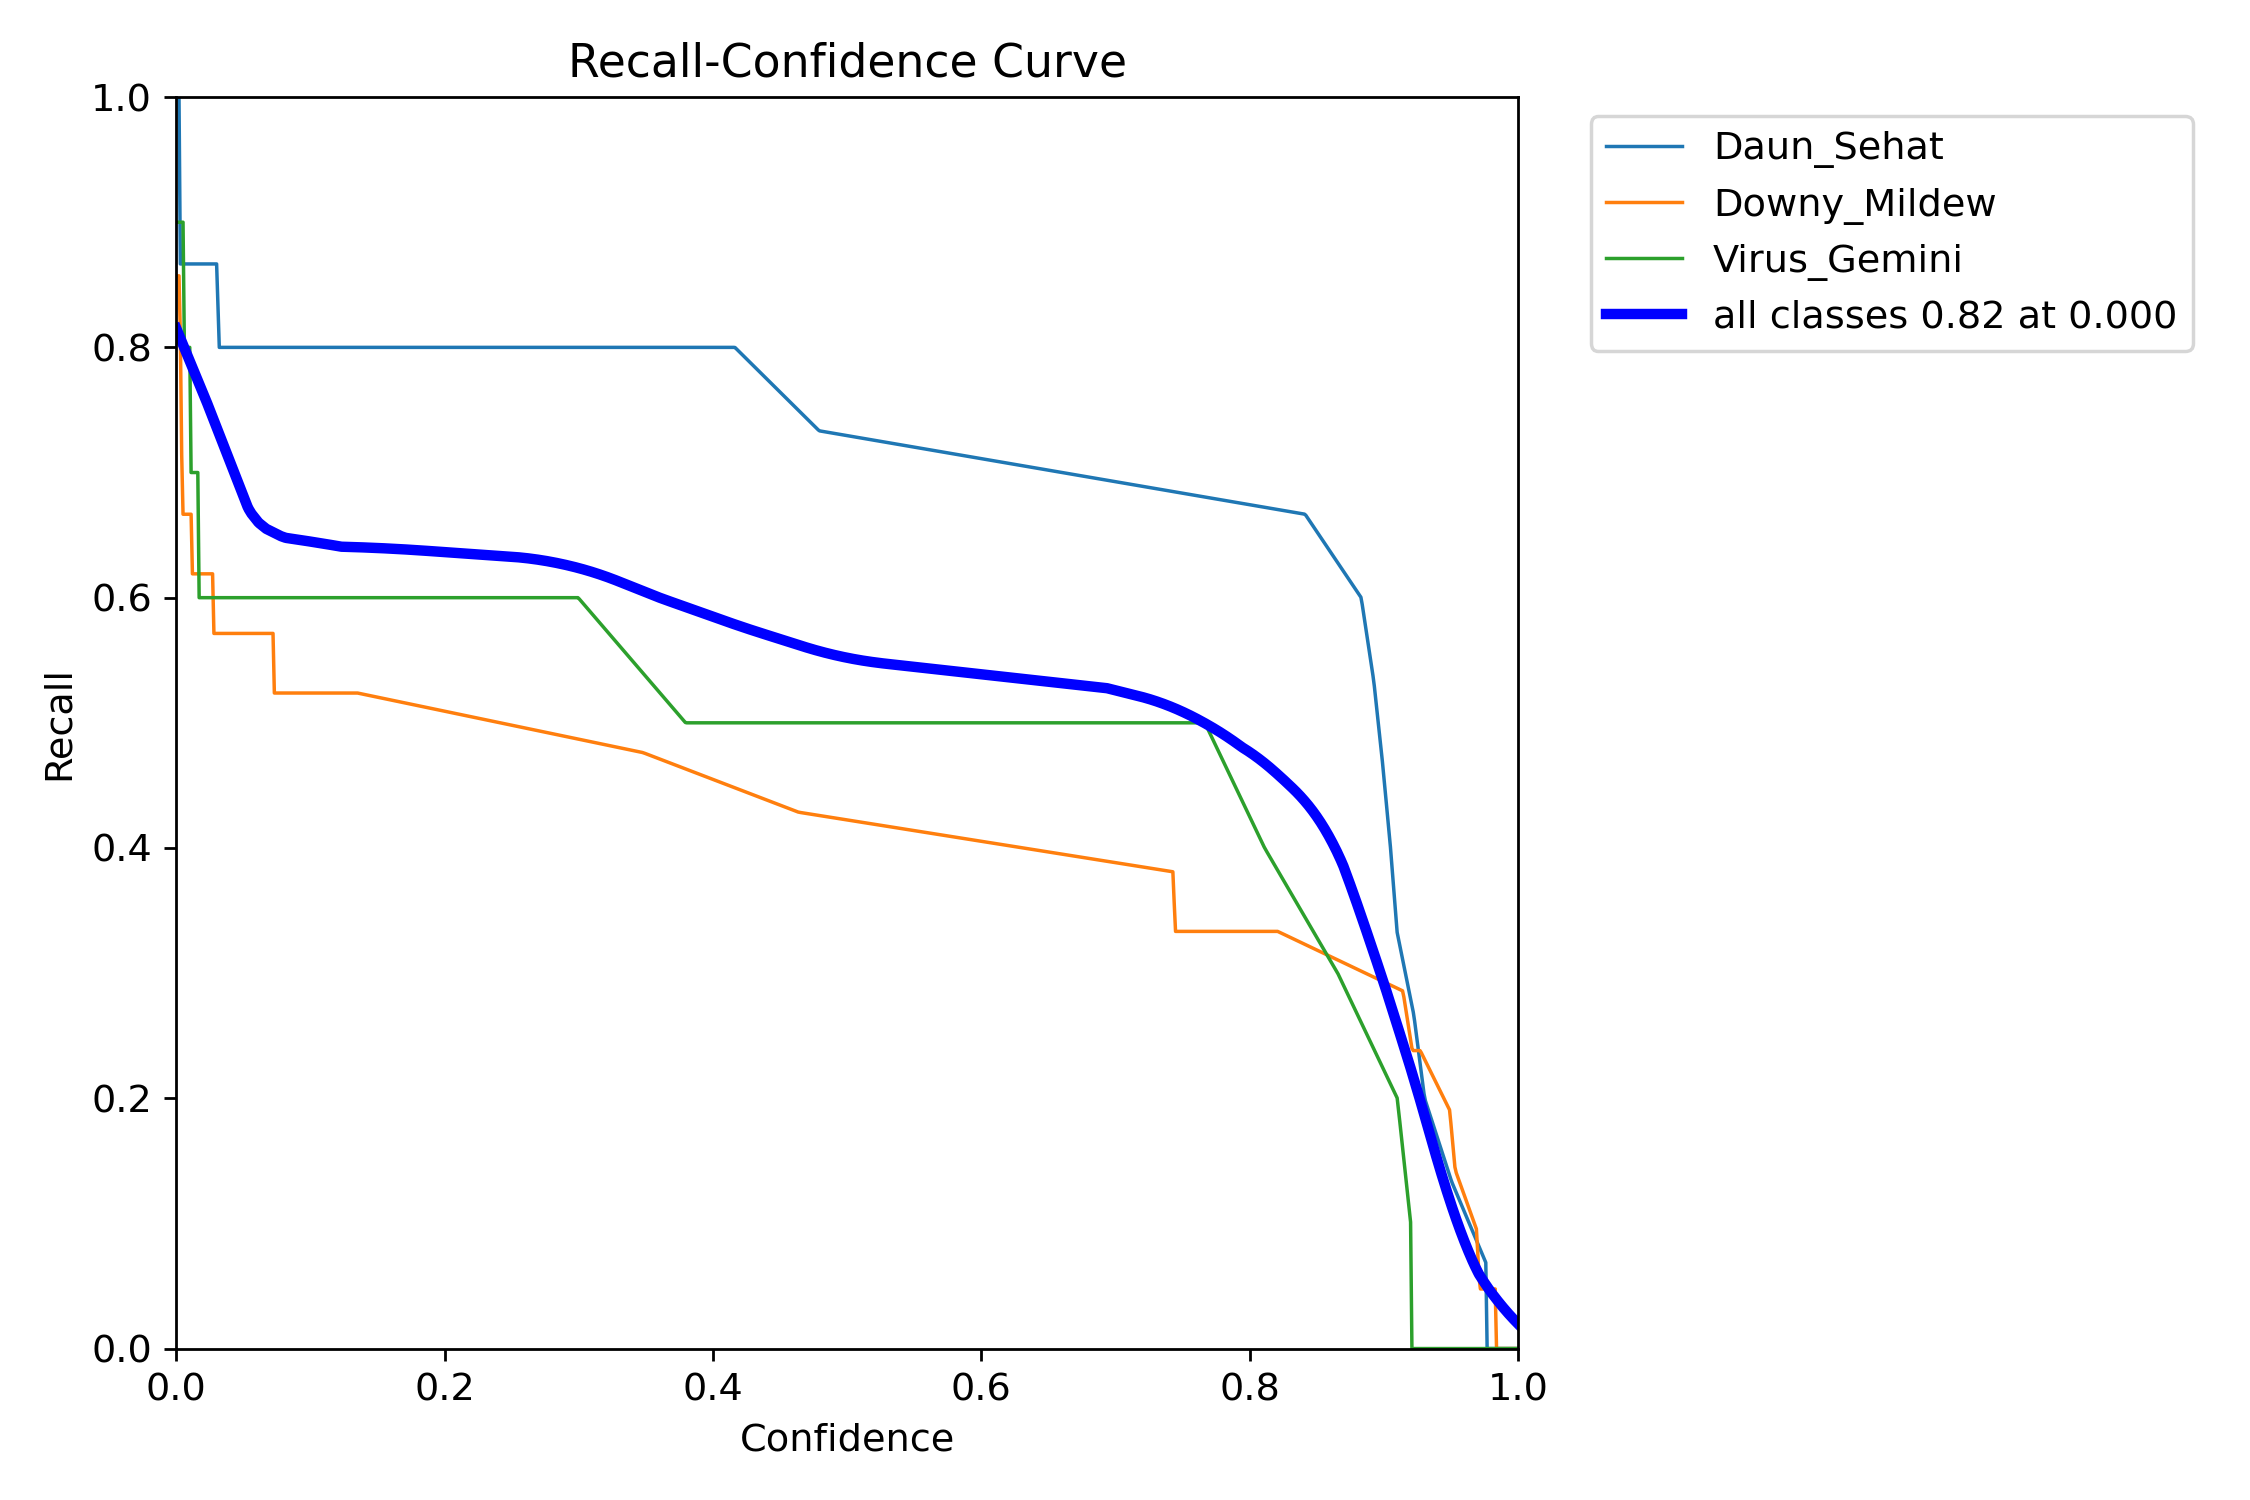 Recall-Confidence Curve
1.0
0.8
0.6
0.4
0.2
0.0
Recall
0.0 0.2 0.4 0.6 0.8 1.0
Confidence
Daun_Sehat
Downy_Mildew
Virus_Gemini
all classes 0.82 at 0.000